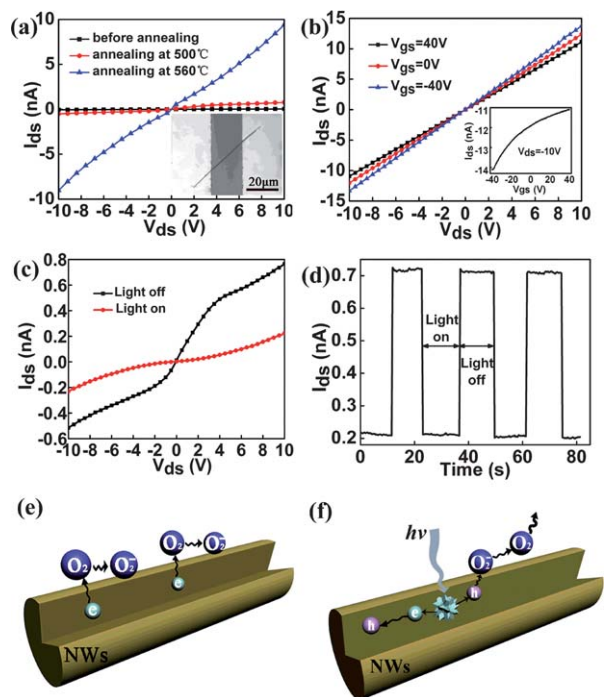 (a)
before annealing
annealing at 500℃
annealing at 560℃
Ids (nA)
10
5
0
-5
-10
20μm
-10 -8 -6 -4 -2 0 2 4 6 8 10
Vds (V)
(b)
Vgs=40V
Vgs=0V
Vgs=-40V
Ids (nA)
15
10
5
0
-5
-10
-15
Ids (nA)
-11
-12
-13
-14
Vds=-10V
-40 -20 0 20 40
Vgs (V)
-10 -8 -6 -4 -2 0 2 4 6 8 10
Vds (V)
(c)
Light off
Light on
Ids (nA)
0.8
0.6
0.4
0.2
0.0
-0.2
-0.4
-0.6
-10 -8 -6 -4 -2 0 2 4 6 8 10
Vds (V)
(d)
Ids (nA)
0.7
0.6
0.5
0.4
0.3
0.2
Light on
Light off
0 20 40 60 80
Time (s)
(e)
O2 O2- O2 O2-
e e
NWs
(f)
hν
O2- O2
h e h
NWs